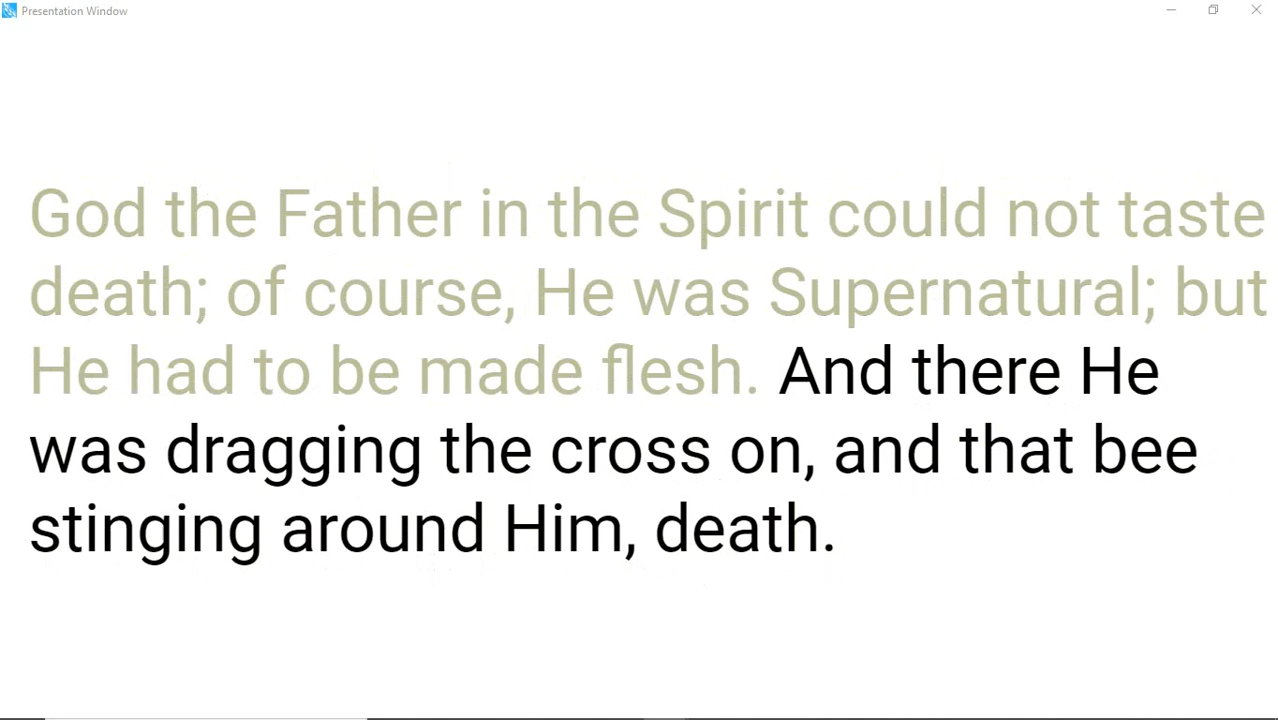 Presentation Window
God the Father in the Spirit could not taste
death; of course, He was Supernatural; but
He had to be made flesh. And there He
was dragging the cross on, and that bee
stinging around Him, death.